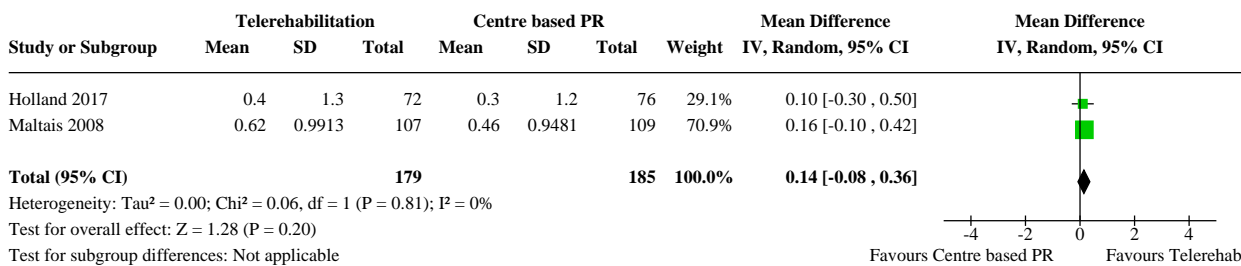 Telerehabilitation Centre based PR Mean Difference Mean Difference
Study or Subgroup Mean SD Total Mean SD Total Weight IV, Random, 95% CI IV, Random, 95% CI
Holland 2017 0.4 1.3 72 0.3 1.2 76 29.1% 0.10 [-0.30 , 0.50]
Maltais 2008 0.62 0.9913 107 0.46 0.9481 109 70.9% 0.16 [-0.10 , 0.42]
Total (95% CI) 179 185 100.0% 0.14 [-0.08 , 0.36]
Heterogeneity: Tau² = 0.00; Chi² = 0.06, df = 1 (P = 0.81); I² = 0%
Test for overall effect: Z = 1.28 (P = 0.20)
-4 -2 0 2 4
Test for subgroup differences: Not applicable Favours Centre based PR Favours Telerehab